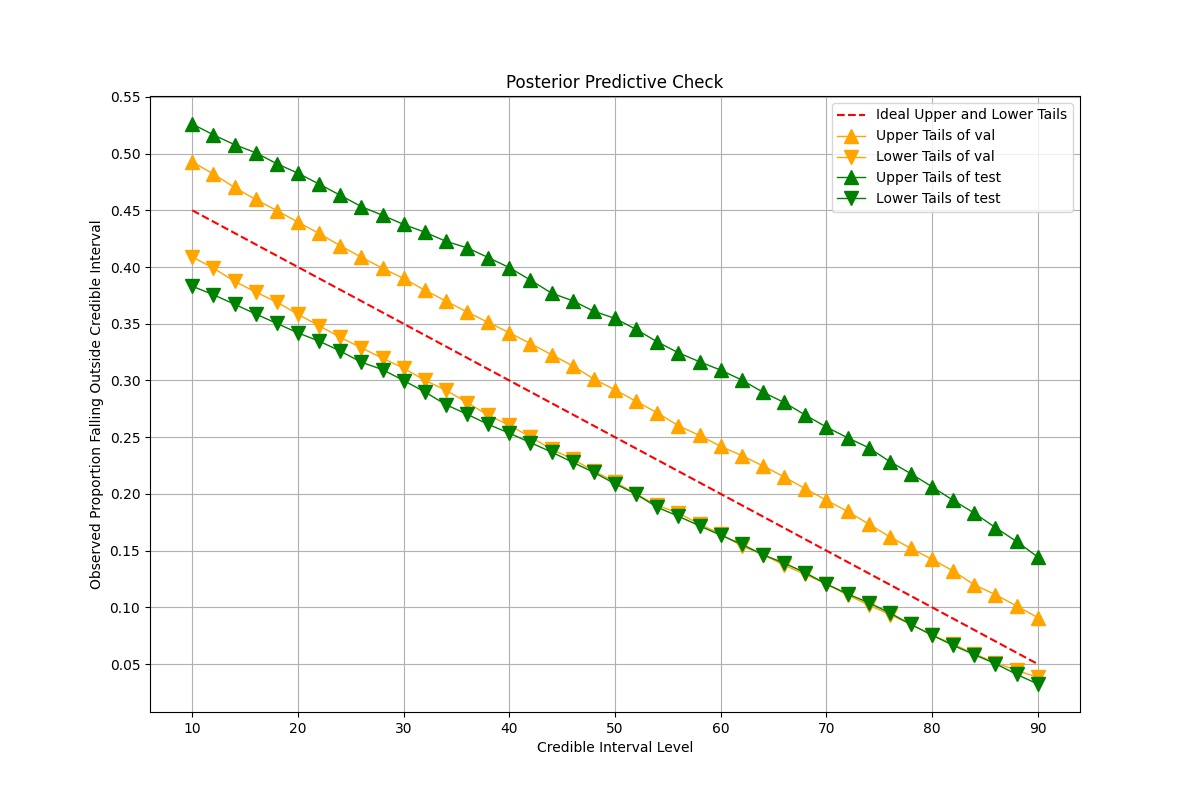 Posterior Predictive Check
Ideal Upper and Lower Tails
Upper Tails of val
Lower Tails of val
Upper Tails of test
Lower Tails of test
Observed Proportion Falling Outside Credible Interval
0.55
0.50
0.45
0.40
0.35
0.30
0.25
0.20
0.15
0.10
0.05
10 20 30 40 50 60 70 80 90
Credible Interval Level